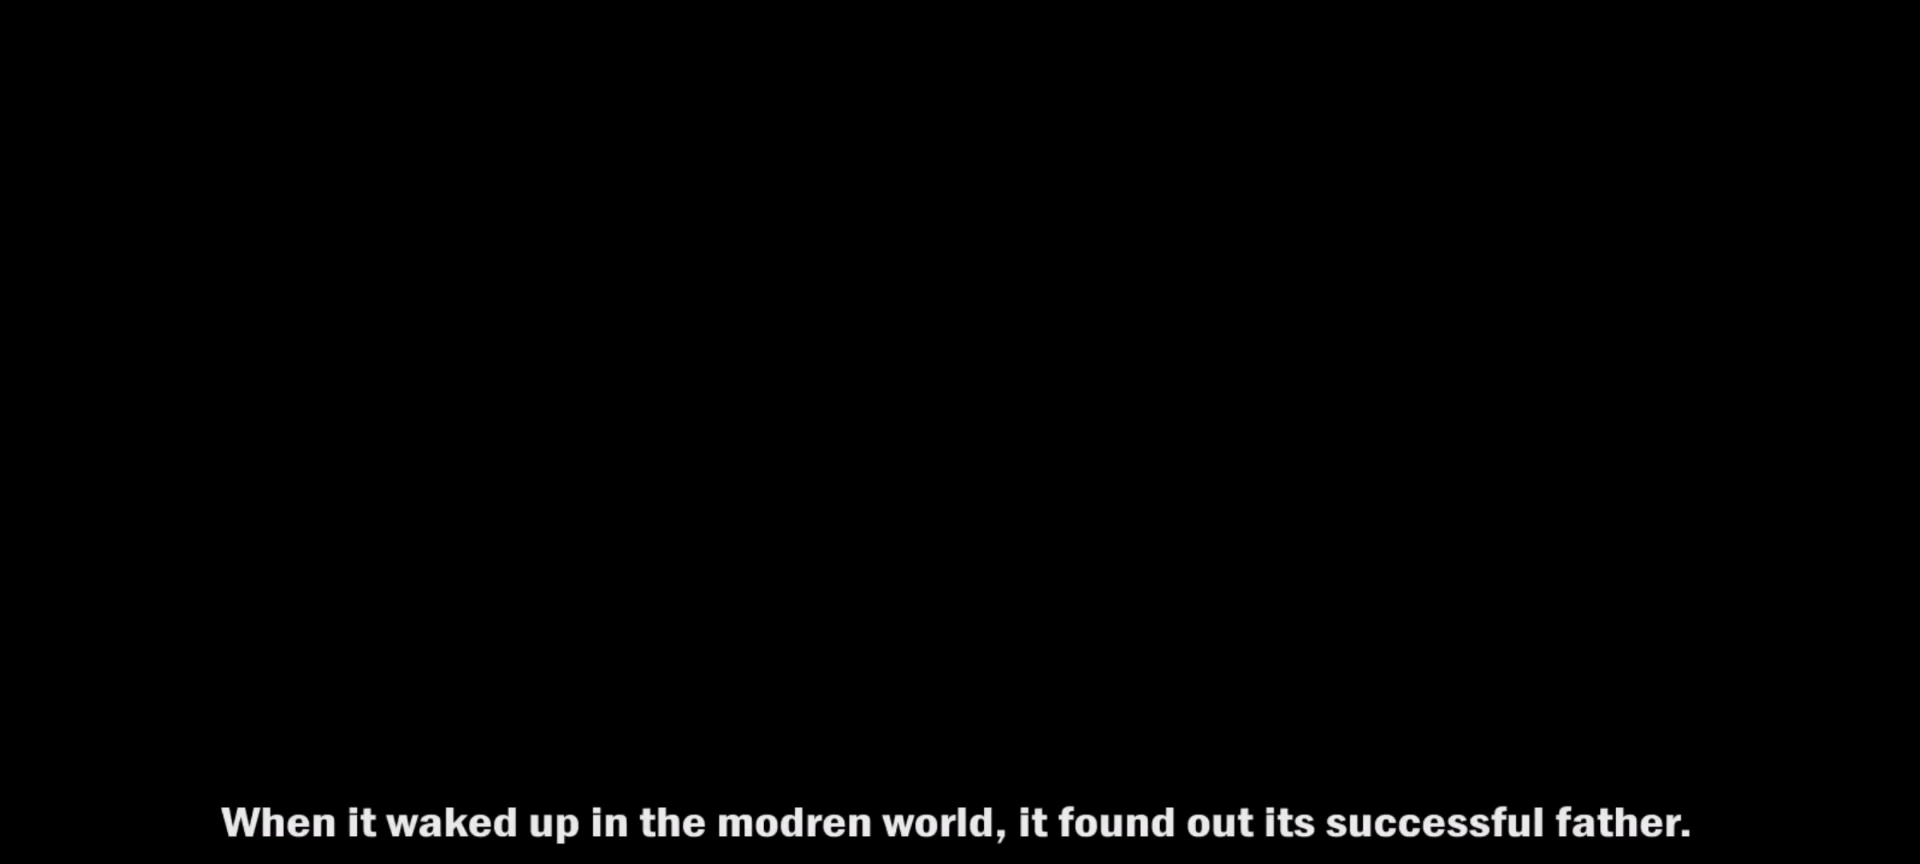 When it waked up in the modren world, it found out its successful father.